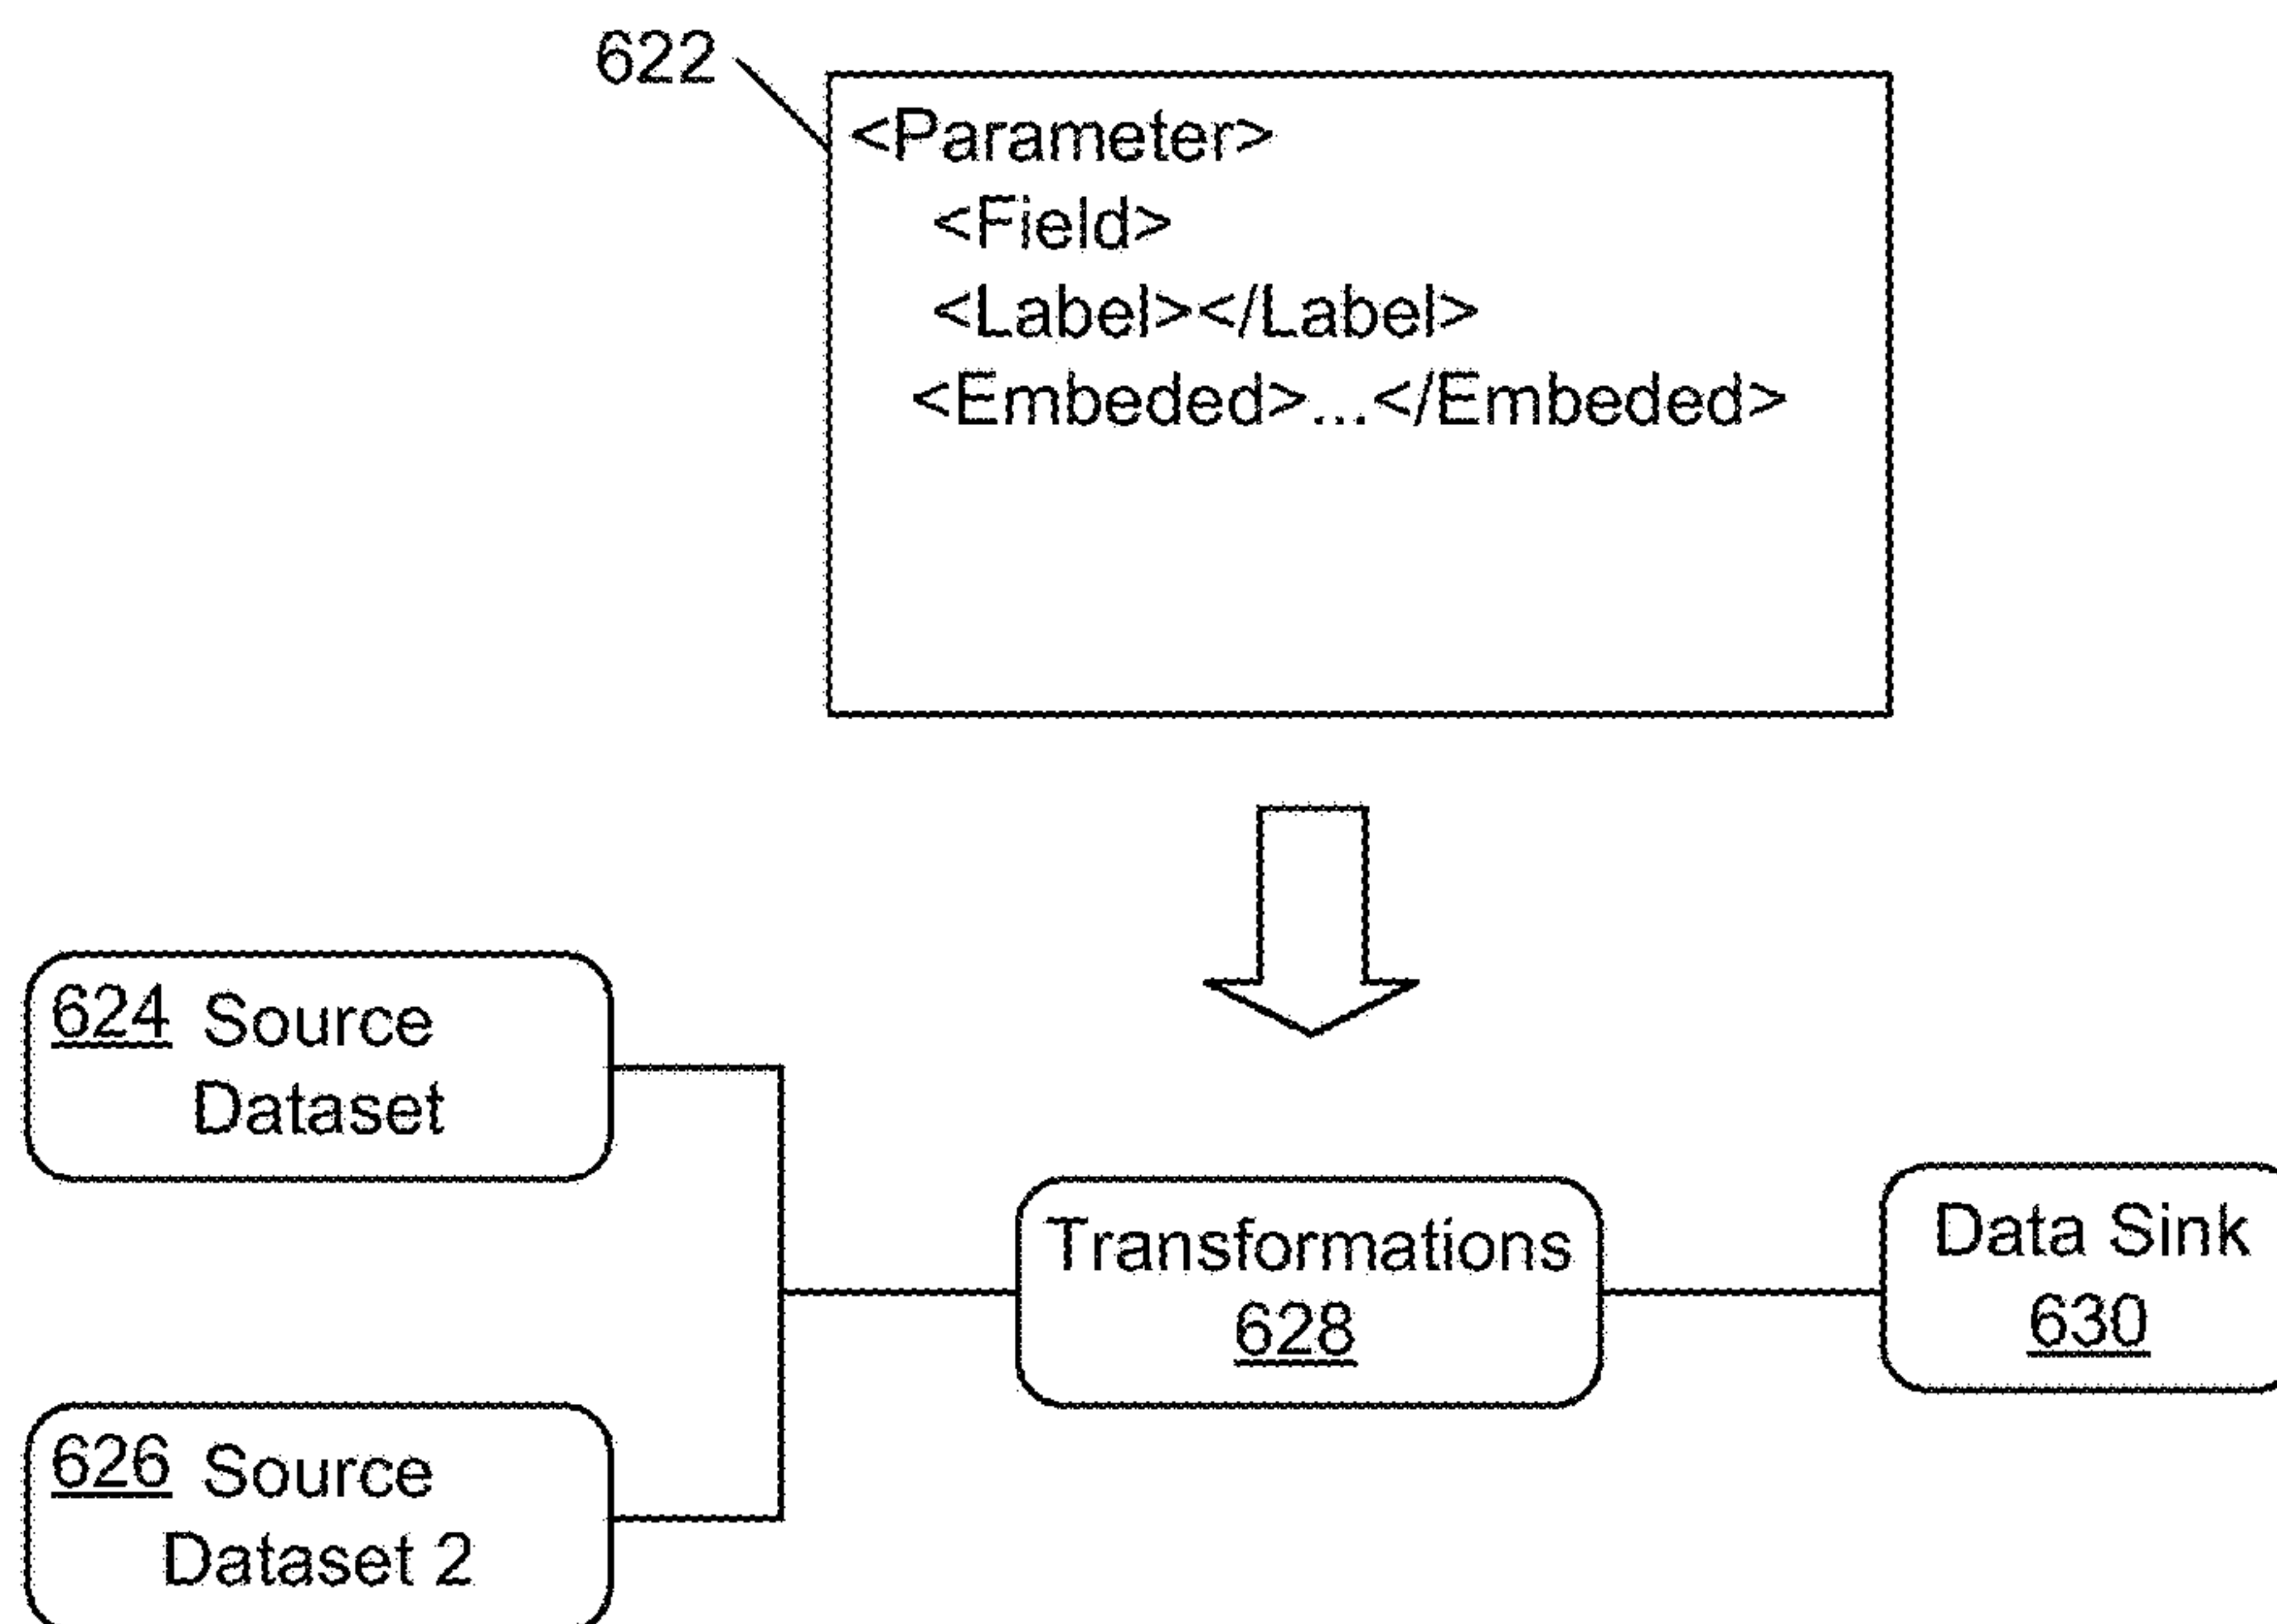 622
<Parameter>
<Field>
<Label></Label>
<Embeded>...</Embeded>
624 Source
Dataset
Transformations
628
Data Sink
630
626 Source
Dataset 2